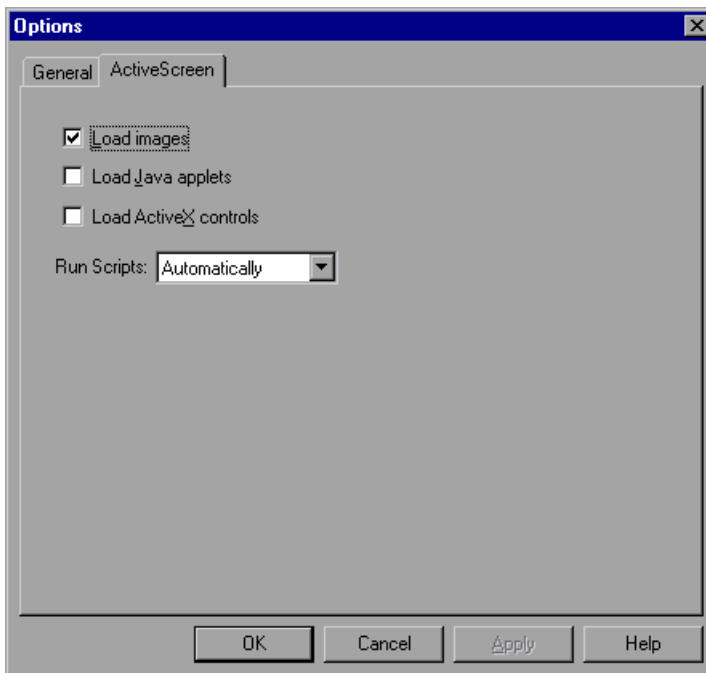 Options
General ActiveScreen
Load images
Load Java applets
Load ActiveX controls
Run Scripts: Automatically
OK Cancel Apply Help